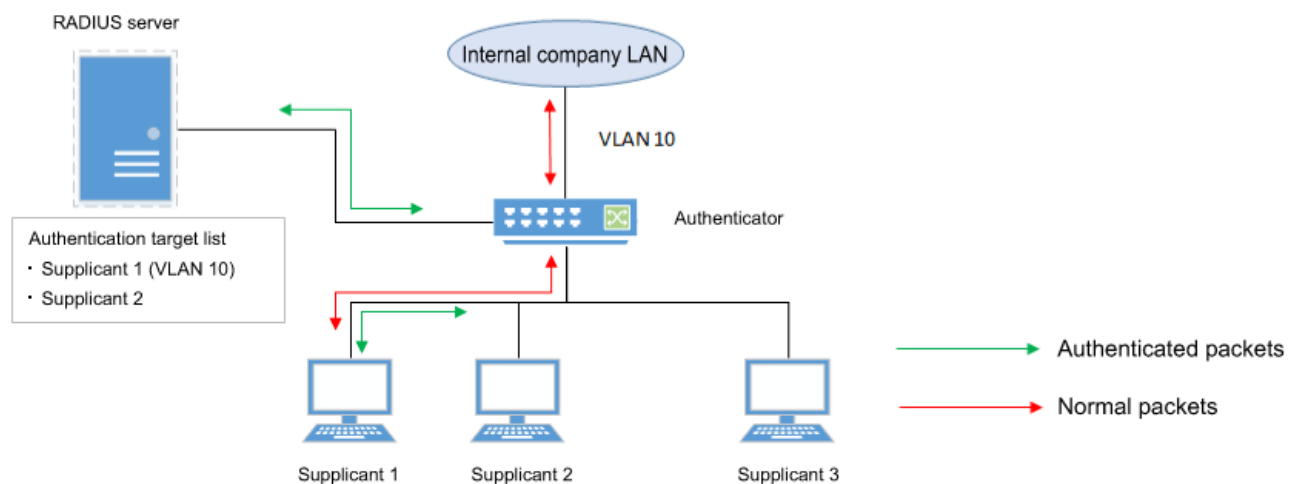 RADIUS server
Internal company LAN
VLAN 10
Authenticator
Authentication target list
・ Supplicant 1 (VLAN 10)
・ Supplicant 2
Authenticated packets
Normal packets
Supplicant 1
Supplicant 2
Supplicant 3